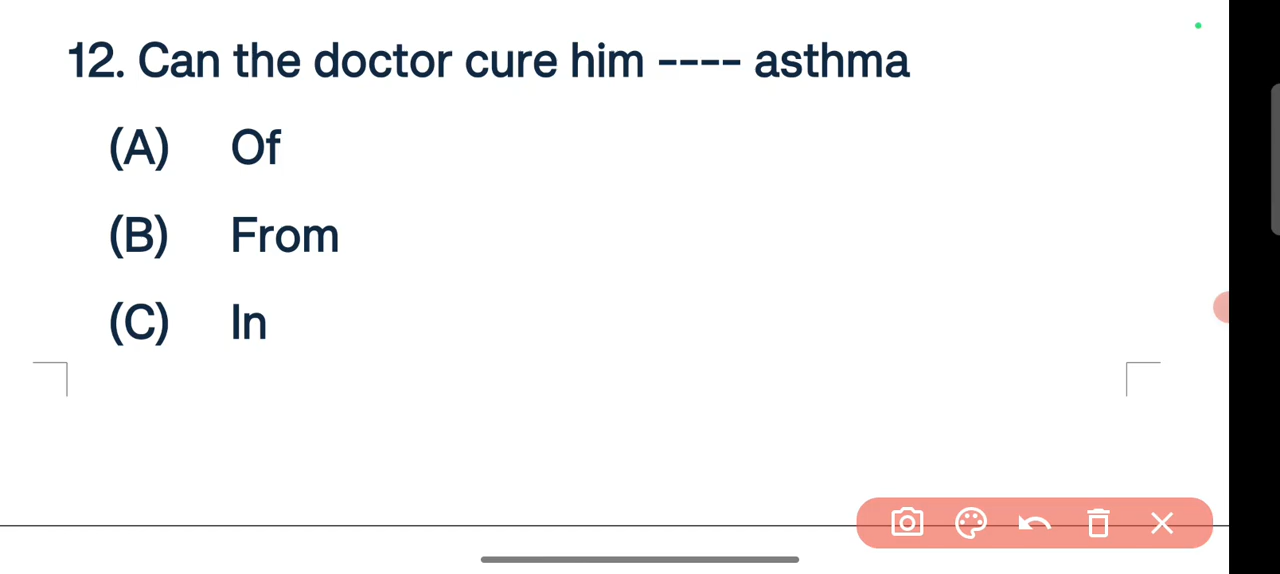 12. Can the doctor cure him ---- asthma
(A) Of
(B) From
(C) In